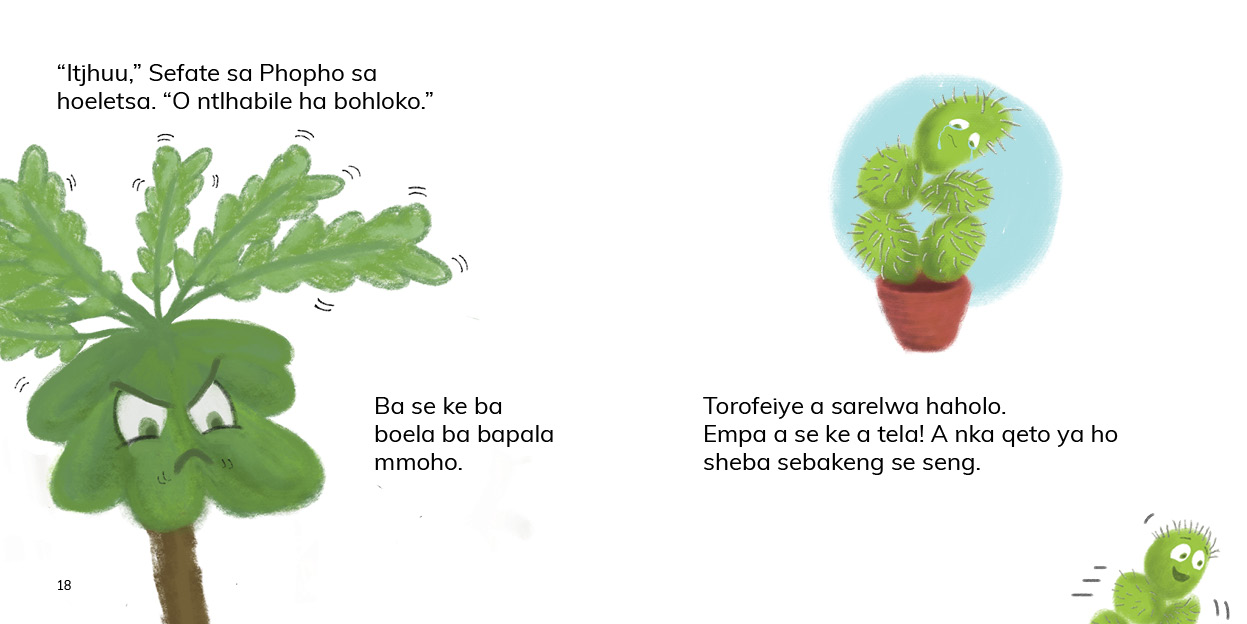 “Itjhuu,” Sefate sa Phopho sa
hoeletsa. “O ntlhabile ha bohloko.”
Ba se ke ba
boela ba bapala
mmoho.
18
Torofeiye a sarelwa haholo.
Empa a se ke a tela! A nka qeto ya ho
sheba sebakeng se seng.